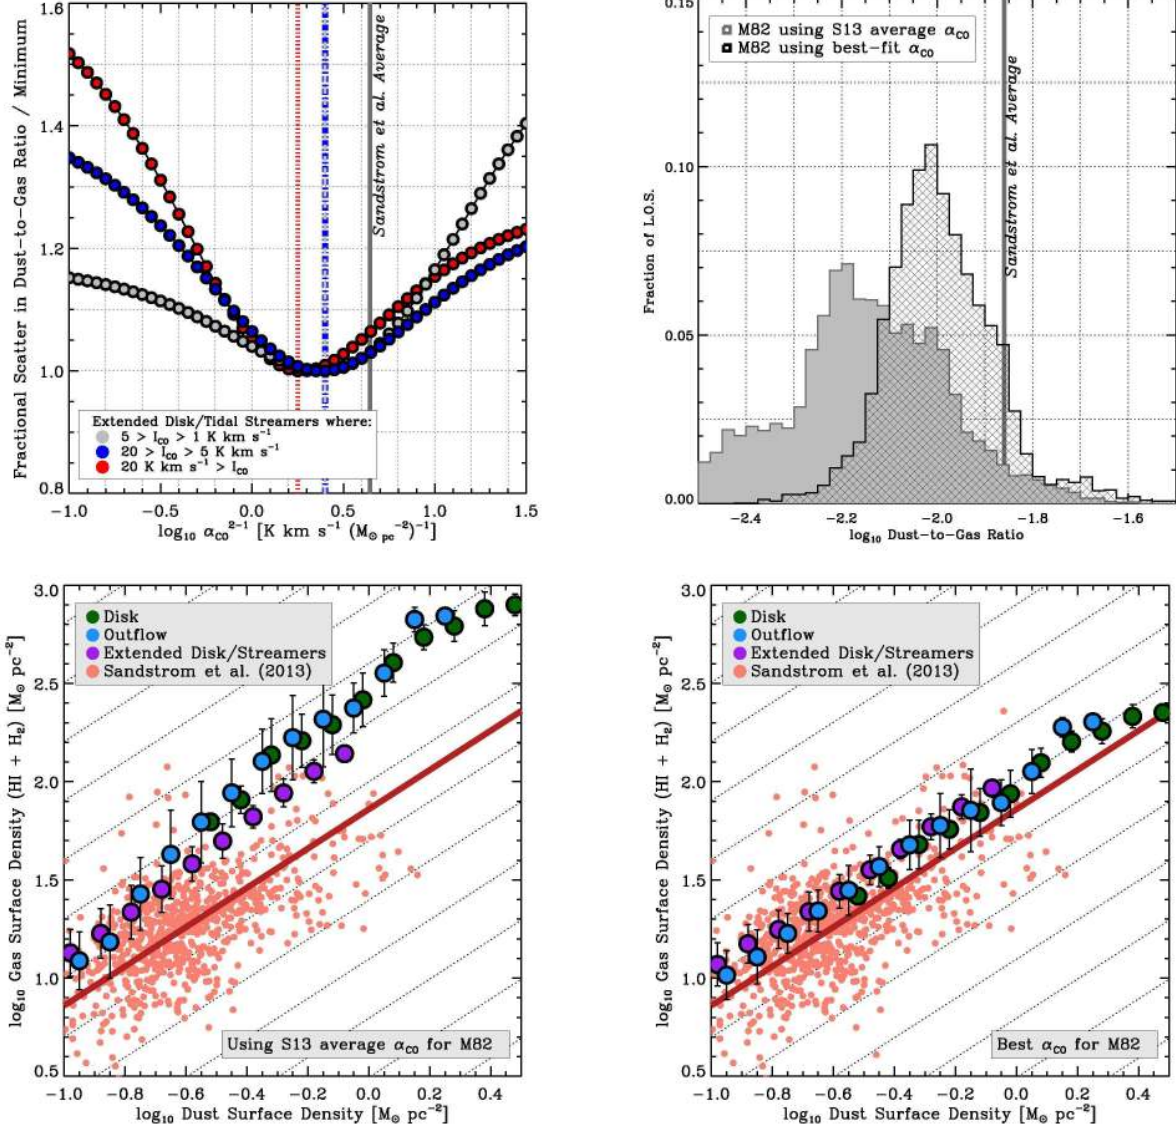 Fractional Scatter in Dust-to-Gas Ratio / Minimum
1.6
1.4
1.2
1.0
0.8
Sandstrom et al. Average
Extended Disk/Tidal Streamers where:
5 > I_CO > 1 K km s⁻¹
20 > I_CO > 5 K km s⁻¹
20 K km s⁻¹ > I_CO
-1.0 -0.5 0.0 0.5 1.0 1.5
log₁₀ α_CO²⁻¹ [K km s⁻¹ (M⊙ pc⁻²)⁻¹]
Fraction of L.O.S.
0.15
0.10
0.05
0.00
M82 using S13 average α_CO
M82 using best-fit α_CO
Sandstrom et al. Average
-2.4 -2.2 -2.0 -1.8 -1.6
log₁₀ Dust-to-Gas Ratio
log₁₀ Gas Surface Density (HI + H₂) [M⊙ pc⁻²]
3.0
2.5
2.0
1.5
1.0
0.5
Disk
Outflow
Extended Disk/Streamers
Sandstrom et al. (2013)
Using S13 average α_CO for M82
-1.0 -0.8 -0.6 -0.4 -0.2 0.0 0.2 0.4
log₁₀ Dust Surface Density [M⊙ pc⁻²]
log₁₀ Gas Surface Density (HI + H₂) [M⊙ pc⁻²]
3.0
2.5
2.0
1.5
1.0
0.5
Disk
Outflow
Extended Disk/Streamers
Sandstrom et al. (2013)
Best α_CO for M82
-1.0 -0.8 -0.6 -0.4 -0.2 0.0 0.2 0.4
log₁₀ Dust Surface Density [M⊙ pc⁻²]